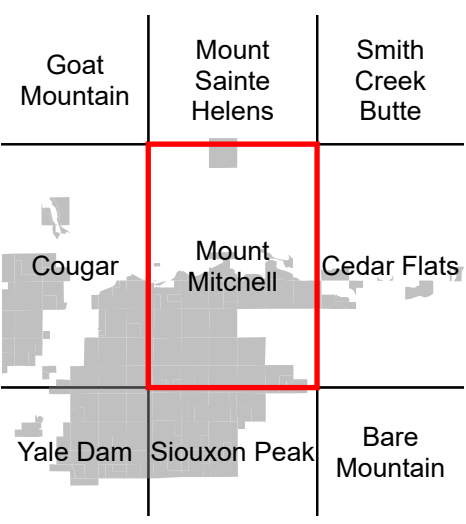 Goat
Mountain
Mount
Sainte
Helens
Smith
Creek
Butte
Cougar
Mount
Mitchell
Cedar Flats
Yale Dam
Siouxon Peak
Bare
Mountain